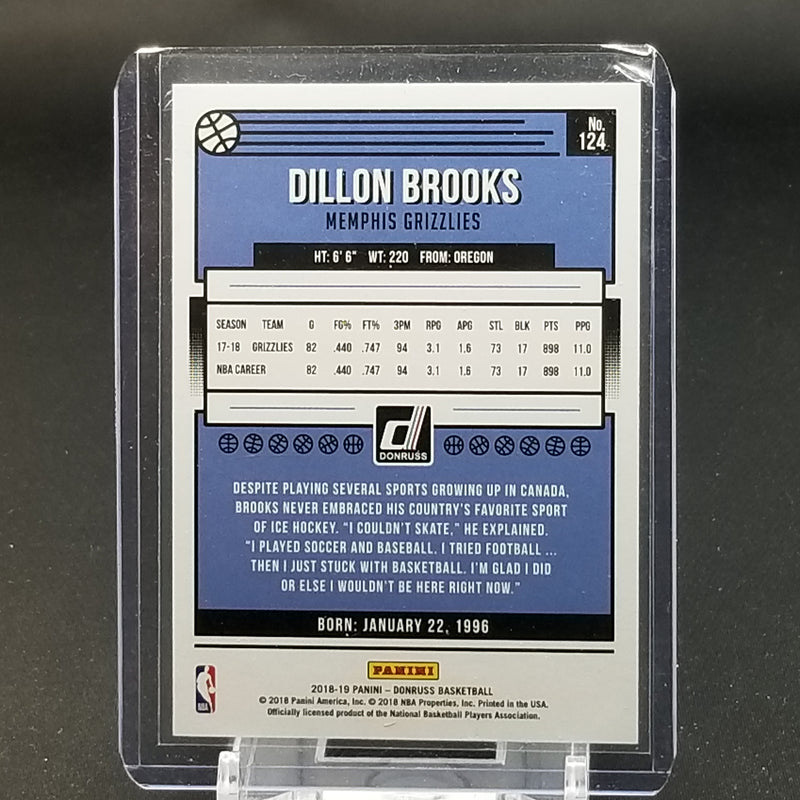 No.
124
DILLON BROOKS
MEMPHIS GRIZZLIES
HT: 6' 6" WT: 220 FROM: OREGON
SEASON TEAM G FG% FT% 3PM RPG APG STL BLK PTS PPG
17-18 GRIZZLIES 82 .440 .747 94 3.1 1.6 73 17 898 11.0
NBA CAREER 82 .440 .747 94 3.1 1.6 73 17 898 11.0
d
DONRUSS
DESPITE PLAYING SEVERAL SPORTS GROWING UP IN CANADA,
BROOKS NEVER EMBRACED HIS COUNTRY'S FAVORITE SPORT
OF ICE HOCKEY. "I COULDN'T SKATE," HE EXPLAINED.
"I PLAYED SOCCER AND BASEBALL. I TRIED FOOTBALL ...
THEN I JUST STUCK WITH BASKETBALL. I'M GLAD I DID
OR ELSE I WOULDN'T BE HERE RIGHT NOW."
BORN: JANUARY 22, 1996
NBA
PANINI
2018-19 PANINI – DONRUSS BASKETBALL
© 2018 Panini America, Inc. © 2018 NBA Properties, Inc. Printed in the USA.
Officially licensed product of the National Basketball Players Association.